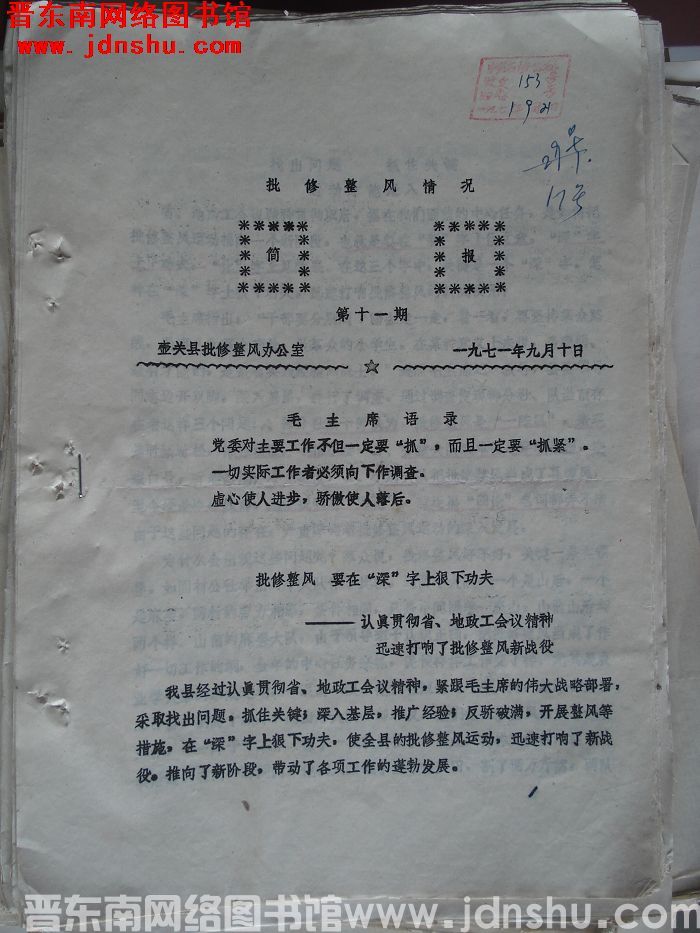 晋东南网络图书馆
www.jdnshu.com
153
1 9 21
批修整风情况
简 报
第十一期
壶关县批修整风办公室 一九七一年九月十日
毛主席语录
党委对主要工作不但一定要“抓”，而且一定要“抓紧”。
一切实际工作者必须向下作调查。
虚心使人进步，骄傲使人落后。
批修整风 要在“深”字上狠下功夫
——认真贯彻省、地政工会议精神
迅速打响了批修整风新战役
我县经过认真贯彻省、地政工会议精神，紧跟毛主席的伟大战略部署，
采取找出问题，抓住关键；深入基层，推广经验；反骄破满，开展整风等
措施，在“深”字上狠下功夫，使全县的批修整风运动，迅速打响了新战
役。推向了新阶段，带动了各项工作的蓬勃发展。
晋东南网络图书馆 www.jdnshu.com